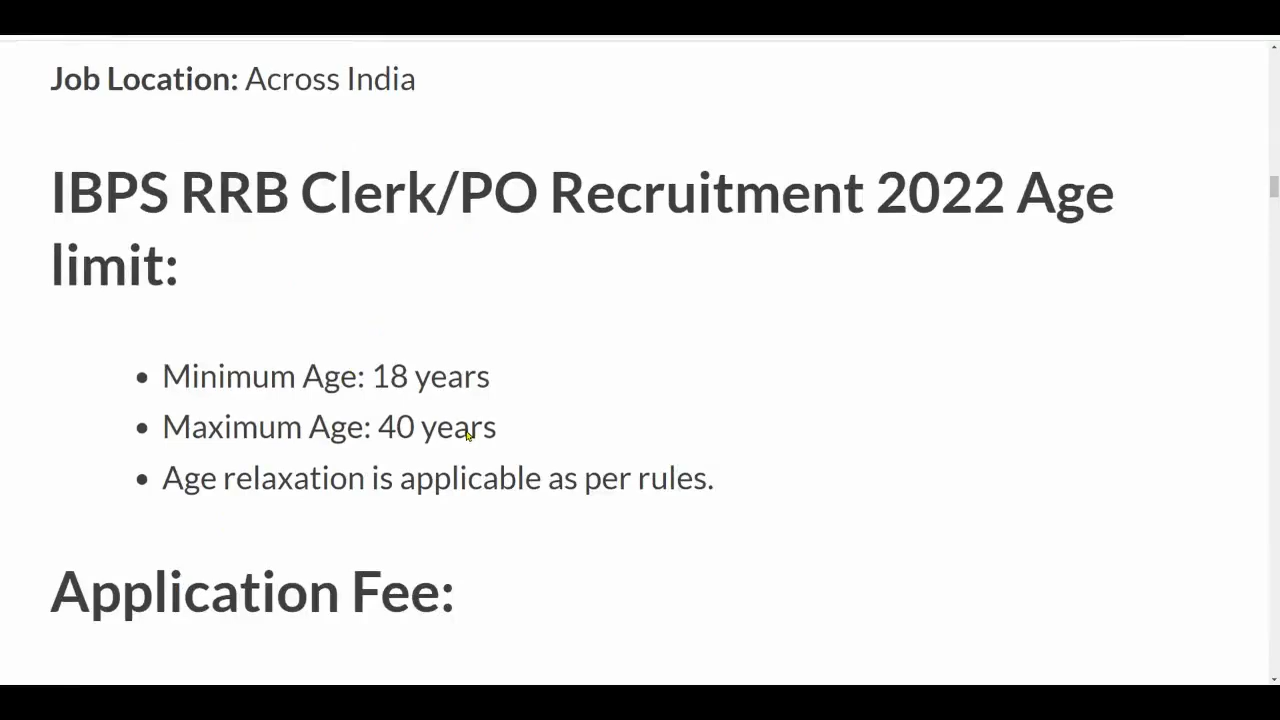 Job Location: Across India
IBPS RRB Clerk/PO Recruitment 2022 Age
limit:
• Minimum Age: 18 years
• Maximum Age: 40 years
• Age relaxation is applicable as per rules.
Application Fee: